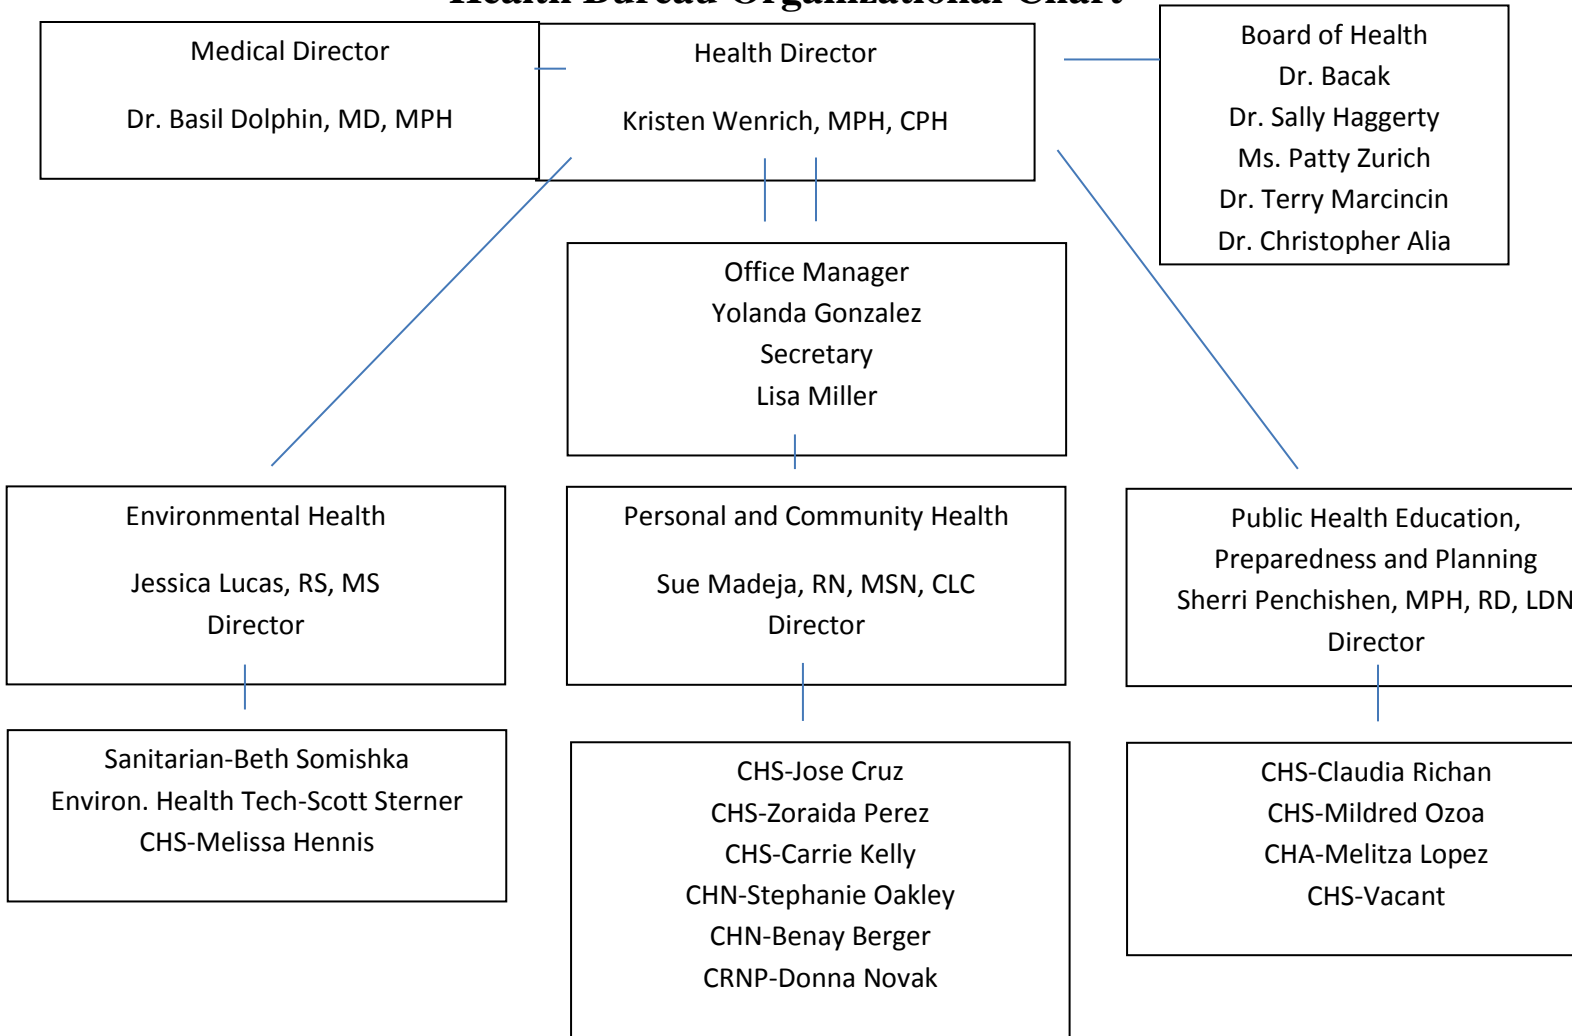 Health Bureau Organizational Chart
Medical Director
Dr. Basil Dolphin, MD, MPH
Health Director
Kristen Wenrich, MPH, CPH
Board of Health
Dr. Bacak
Dr. Sally Haggerty
Ms. Patty Zurich
Dr. Terry Marcincin
Dr. Christopher Alia
Office Manager
Yolanda Gonzalez
Secretary
Lisa Miller
Environmental Health
Jessica Lucas, RS, MS
Director
Personal and Community Health
Sue Madeja, RN, MSN, CLC
Director
Public Health Education,
Preparedness and Planning
Sherri Penchishen, MPH, RD, LDN
Director
Sanitarian-Beth Somishka
Environ. Health Tech-Scott Sterner
CHS-Melissa Hennis
CHS-Jose Cruz
CHS-Zoraida Perez
CHS-Carrie Kelly
CHN-Stephanie Oakley
CHN-Benay Berger
CRNP-Donna Novak
CHS-Claudia Richan
CHS-Mildred Ozoa
CHA-Melitza Lopez
CHS-Vacant